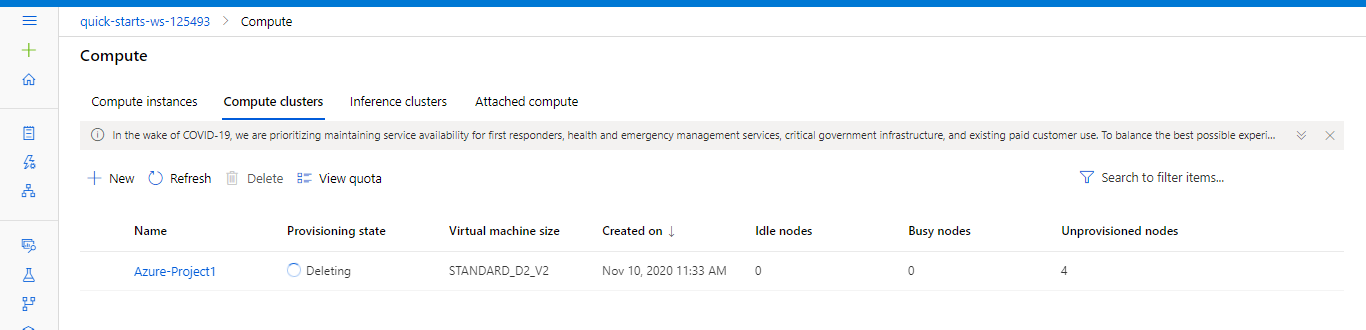 quick-starts-ws-125493 > Compute
Compute
Compute instances Compute clusters Inference clusters Attached compute
In the wake of COVID-19, we are prioritizing maintaining service availability for first responders, health and emergency management services, critical government infrastructure, and existing paid customer use. To balance the best possible experi...
New Refresh Delete View quota Search to filter items...
Name Provisioning state Virtual machine size Created on ↓ Idle nodes Busy nodes Unprovisioned nodes
Azure-Project1 Deleting STANDARD_D2_V2 Nov 10, 2020 11:33 AM 0 0 4